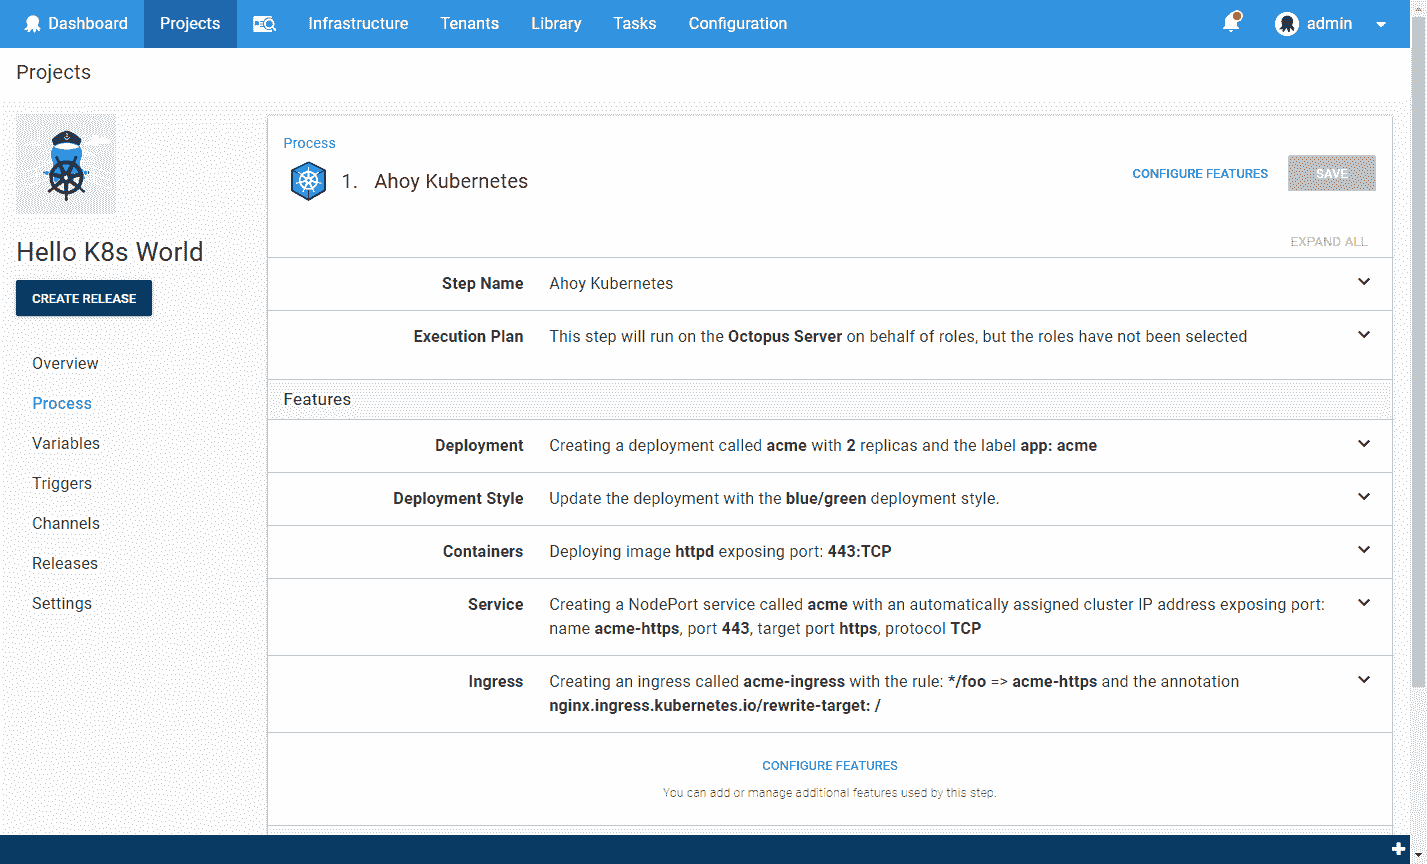 Dashboard Projects Infrastructure Tenants Library Tasks Configuration admin
Projects
Process
1. Ahoy Kubernetes
CONFIGURE FEATURES SAVE
EXPAND ALL
Hello K8s World
CREATE RELEASE
Overview
Process
Variables
Triggers
Channels
Releases
Settings
Step Name Ahoy Kubernetes
Execution Plan This step will run on the Octopus Server on behalf of roles, but the roles have not been selected
Features
Deployment Creating a deployment called acme with 2 replicas and the label app: acme
Deployment Style Update the deployment with the blue/green deployment style.
Containers Deploying image httpd exposing port: 443:TCP
Service Creating a NodePort service called acme with an automatically assigned cluster IP address exposing port:
name acme-https, port 443, target port https, protocol TCP
Ingress Creating an ingress called acme-ingress with the rule: */foo => acme-https and the annotation
nginx.ingress.kubernetes.io/rewrite-target: /
CONFIGURE FEATURES
You can add or manage additional features used by this step.